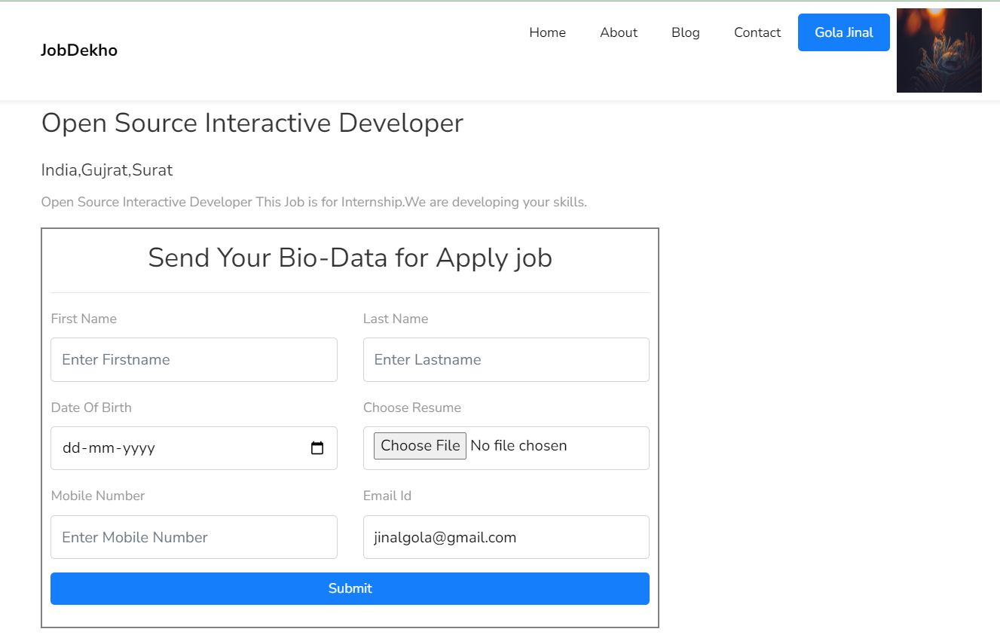 Home About Blog Contact Gola Jinal
JobDekho
Open Source Interactive Developer
India,Gujrat,Surat
Open Source Interactive Developer This Job is for Internship.We are developing your skills.
Send Your Bio-Data for Apply job
First Name Last Name
Enter Firstname Enter Lastname
Date Of Birth Choose Resume
dd-mm-yyyy Choose File No file chosen
Mobile Number Email Id
Enter Mobile Number jinalgola@gmail.com
Submit